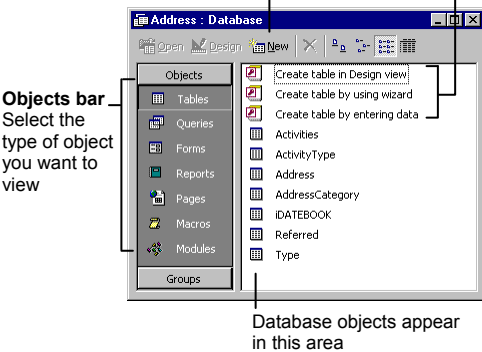 Address : Database
Open Design New
Objects
Tables
Queries
Forms
Reports
Pages
Macros
Modules
Groups
Create table in Design view
Create table by using wizard
Create table by entering data
Activities
ActivityType
Address
AddressCategory
iDATEBOOK
Referred
Type
Objects bar
Select the
type of object
you want to
view
Database objects appear
in this area